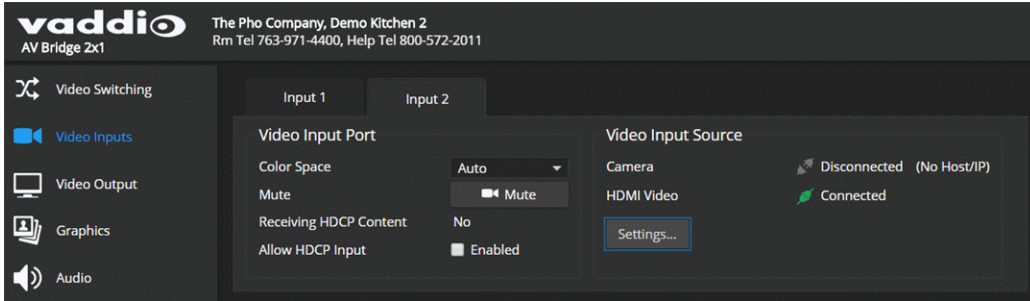 vaddio
AV Bridge 2x1
The Pho Company, Demo Kitchen 2
Rm Tel 763-971-4400, Help Tel 800-572-2011
Video Switching
Video Inputs
Video Output
Graphics
Audio
Input 1
Input 2
Video Input Port
Color Space Auto
Mute Mute
Receiving HDCP Content No
Allow HDCP Input Enabled
Video Input Source
Camera Disconnected (No Host/IP)
HDMI Video Connected
Settings...